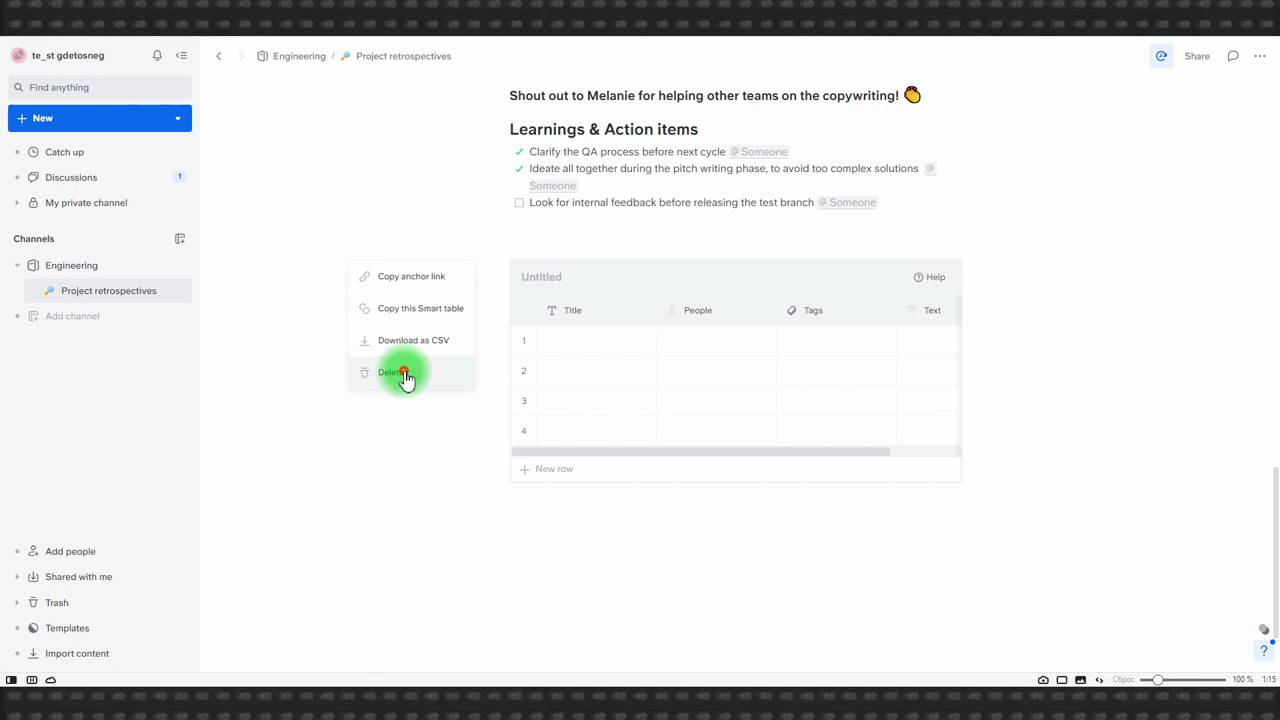 te_st gdetosneg
Find anything
New
Catch up
Discussions
1
My private channel
Channels
Engineering
Project retrospectives
Add channel
Add people
Shared with me
Trash
Templates
Import content
Engineering / Project retrospectives
Share
Shout out to Melanie for helping other teams on the copywriting!
Learnings & Action items
Clarify the QA process before next cycle @Someone
Ideate all together during the pitch writing phase, to avoid too complex solutions @
Someone
Look for internal feedback before releasing the test branch @Someone
Copy anchor link
Copy this Smart table
Download as CSV
Delete
Untitled
Help
Title People Tags Text
1
2
3
4
New row
?
Сброс 100 % 1:15